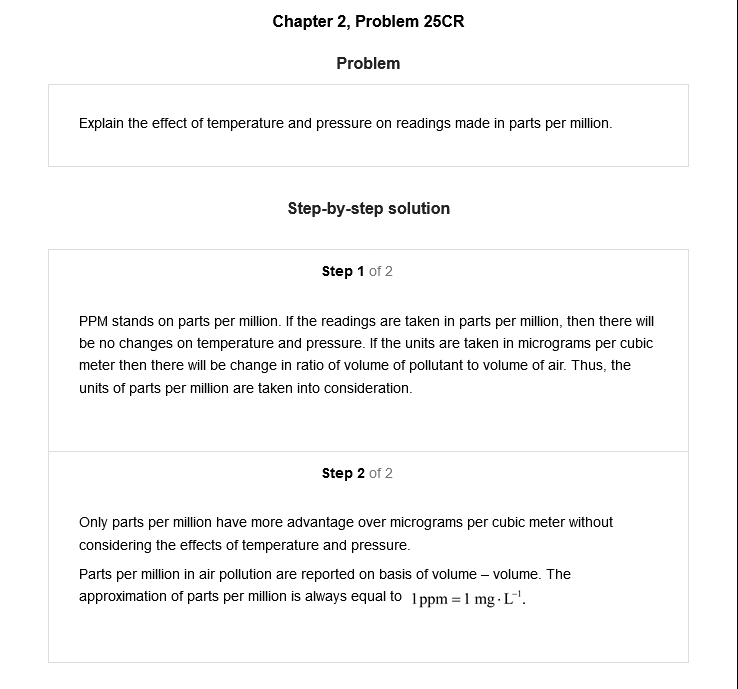 Chapter 2, Problem 25CR
Problem
Explain the effect of temperature and pressure on readings made in parts per million.
Step-by-step solution
Step 1 of 2
PPM stands on parts per million. If the readings are taken in parts per million, then there will
be no changes on temperature and pressure. If the units are taken in micrograms per cubic
meter then there will be change in ratio of volume of pollutant to volume of air. Thus, the
units of parts per million are taken into consideration.
Step 2 of 2
Only parts per million have more advantage over micrograms per cubic meter without
considering the effects of temperature and pressure.
Parts per million in air pollution are reported on basis of volume – volume. The
approximation of parts per million is always equal to 1 ppm = 1 mg · L⁻¹.